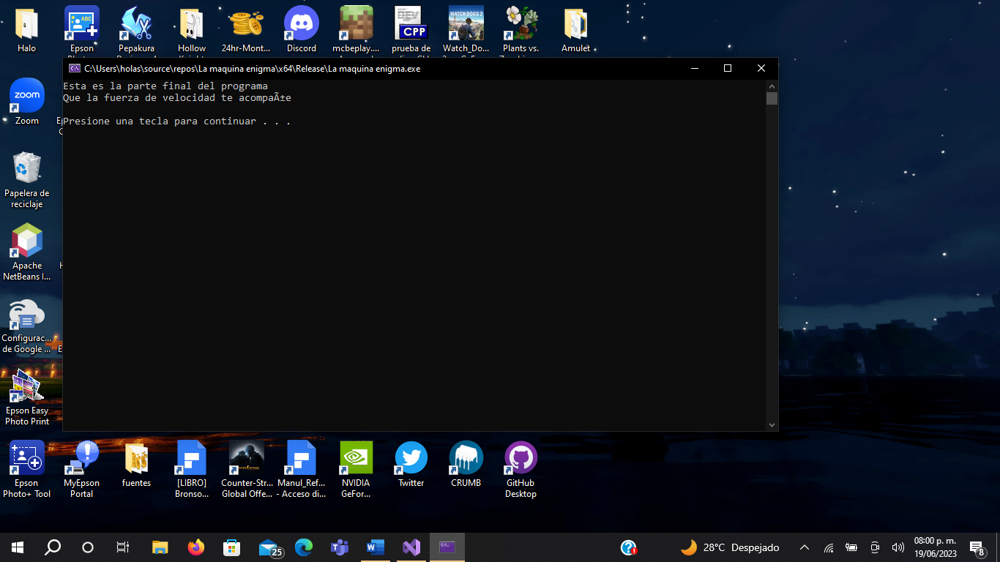 Halo
Epson
Pepakura
Hollow
24hr-Mont...
Discord
mcbeplay....
CPP
prueba de
WATCH DOGS 2
Watch_Do...
Plants vs.
Amulet
C:\Users\holas\source\repos\La maquina enigma\x64\Release\La maquina enigma.exe
Esta es la parte final del programa
Que la fuerza de velocidad te acompaÃ±e
Presione una tecla para continuar . . .
zoom
Zoom
Papelera de
reciclaje
Apache
NetBeans I...
Configurac...
de Google ...
Epson Easy
Photo Print
Epson
Photo+ Tool
MyEpson
Portal
fuentes
[LIBRO]
Bronso...
Counter-Str...
Global Offe...
Manul_Ref...
- Acceso di...
NVIDIA
GeFor...
Twitter
CRUMB
GitHub
Desktop
25
28°C Despejado
08:00 p. m.
19/06/2023
8